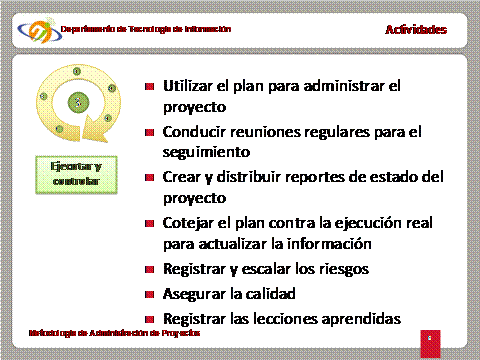 Departamento de Tecnología de Información
Actividades
Utilizar el plan para administrar el
proyecto
Conducir reuniones regulares para el
seguimiento
Crear y distribuir reportes de estado del
proyecto
Cotejar el plan contra la ejecución real
para actualizar la información
Registrar y escalar los riesgos
Asegurar la calidad
Registrar las lecciones aprendidas
Ejecutar y
controlar
Metodología de Administración de Proyectos